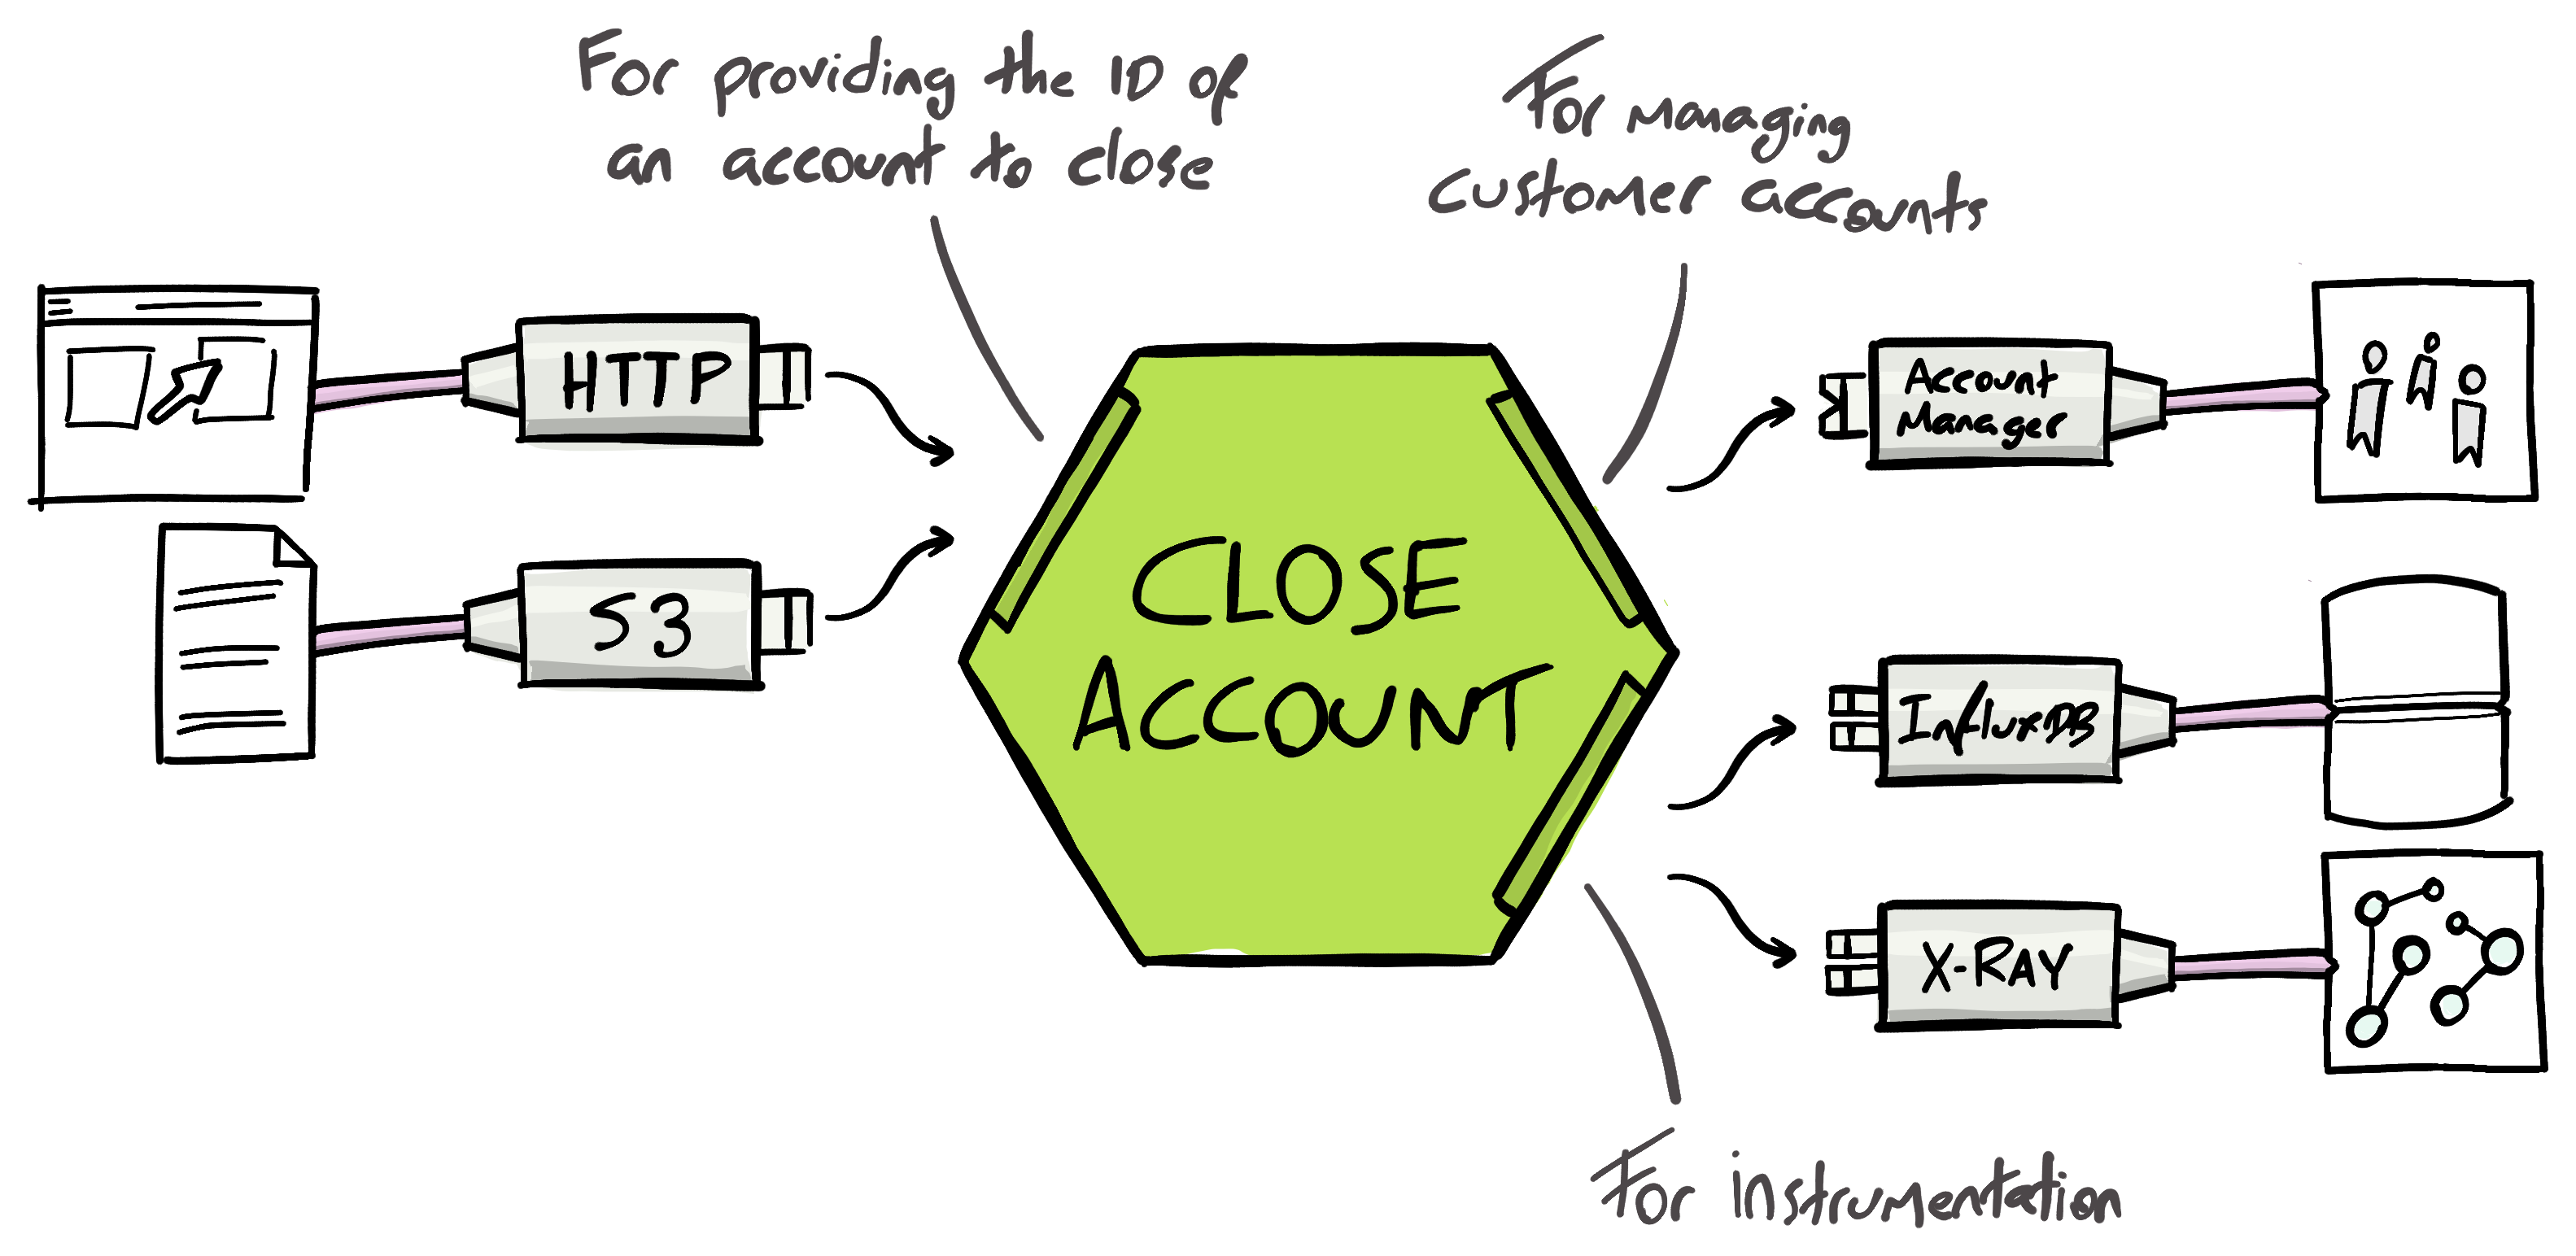 For providing the ID of
an account to close
For managing
customer accounts
HTTP
S3
CLOSE
ACCOUNT
Account
Manager
InfluxDB
X-RAY
For instrumentation